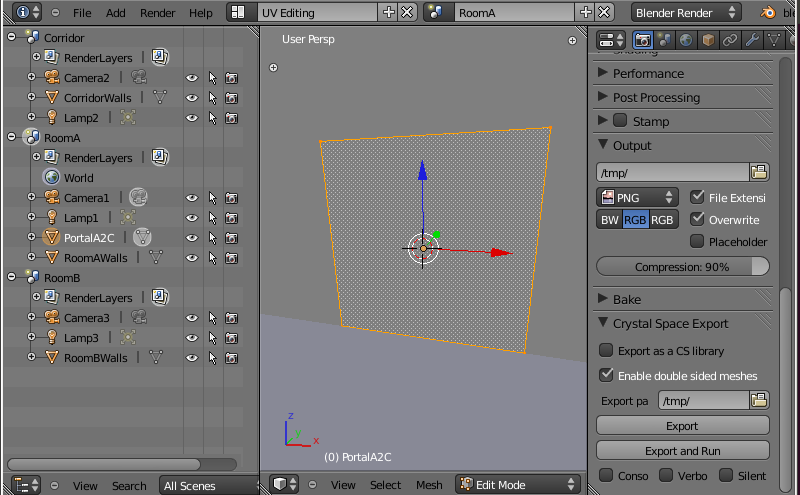 File Add Render Help UV Editing RoomA Blender Render
Corridor
RenderLayers
Camera2
CorridorWalls
Lamp2
RoomA
RenderLayers
World
Camera1
Lamp1
PortalA2C
RoomAWalls
RoomB
RenderLayers
Camera3
Lamp3
RoomBWalls
View Search All Scenes
User Persp
z
x
(0) PortalA2C
View Select Mesh Edit Mode
Performance
Post Processing
Stamp
Output
/tmp/
PNG File Extensi
BW RGB RGB Overwrite
Placeholder
Compression: 90%
Bake
Crystal Space Export
Export as a CS library
Enable double sided meshes
Export pa /tmp/
Export
Export and Run
Conso Verbo Silent